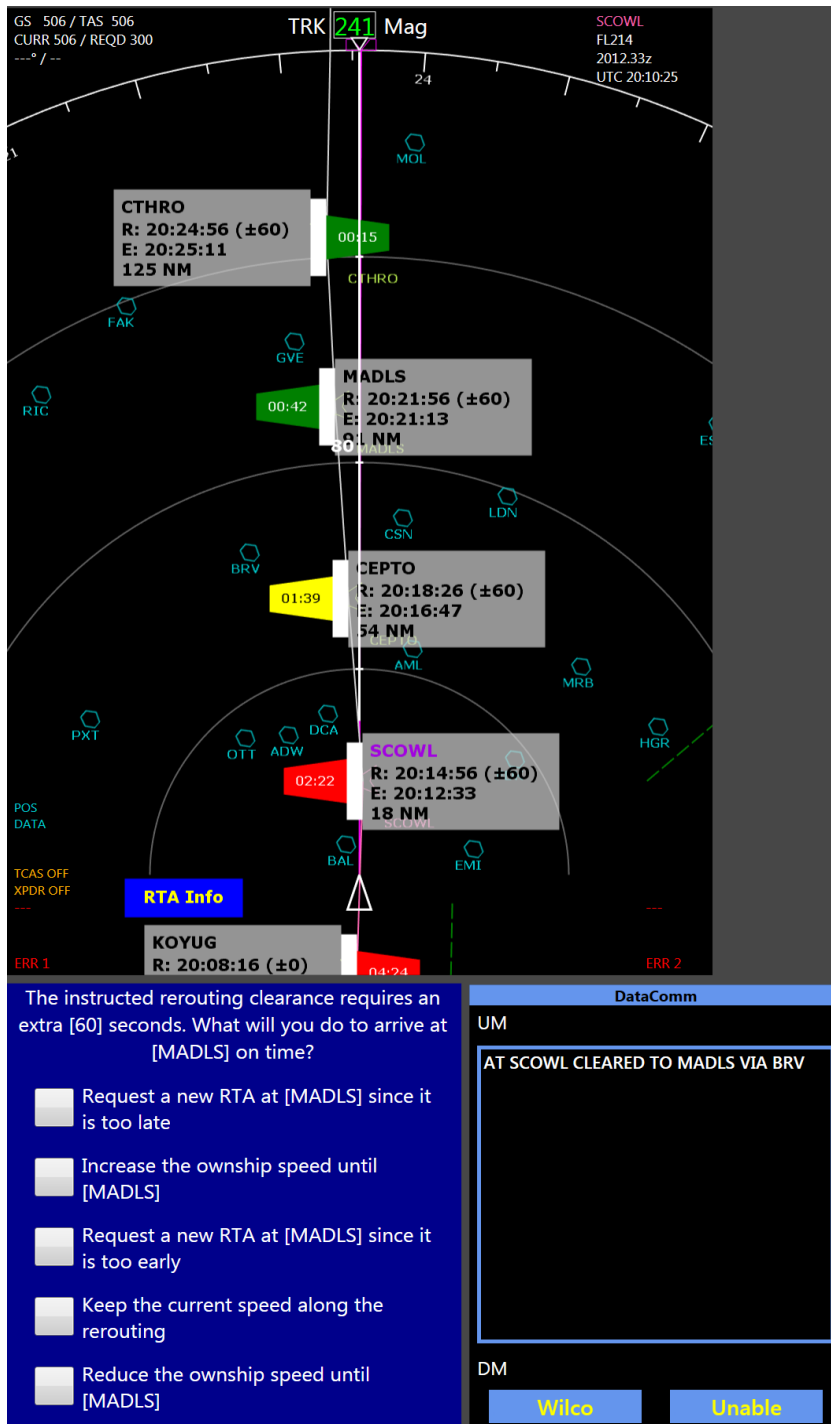 GS 506 / TAS 506
CURR 506 / REQD 300
---° / --
TRK 241 Mag
SCOWL
FL214
2012.33z
UTC 20:10:25
24
21
MOL
CTHRO
R: 20:24:56 (±60)
E: 20:25:11
125 NM
00:15
CTHRO
FAK
GVE
RIC
MADLS
R: 20:21:56 (±60)
E: 20:21:13
91 NM
00:42
80
MADLS
ES
LDN
CSN
BRV
CEPTO
R: 20:18:26 (±60)
E: 20:16:47
54 NM
01:39
CEPTO
AML
MRB
PXT
DCA
OTT
ADW
HGR
SCOWL
R: 20:14:56 (±60)
E: 20:12:33
18 NM
02:22
SCOWL
POS
DATA
BAL
EMI
TCAS OFF
XPDR OFF
---
---
RTA Info
KOYUG
R: 20:08:16 (±0)
04:24
ERR 1
ERR 2
The instructed rerouting clearance requires an
extra [60] seconds. What will you do to arrive at
[MADLS] on time?
Request a new RTA at [MADLS] since it
is too late
Increase the ownship speed until
[MADLS]
Request a new RTA at [MADLS] since it
is too early
Keep the current speed along the
rerouting
Reduce the ownship speed until
[MADLS]
DataComm
UM
AT SCOWL CLEARED TO MADLS VIA BRV
DM
Wilco
Unable